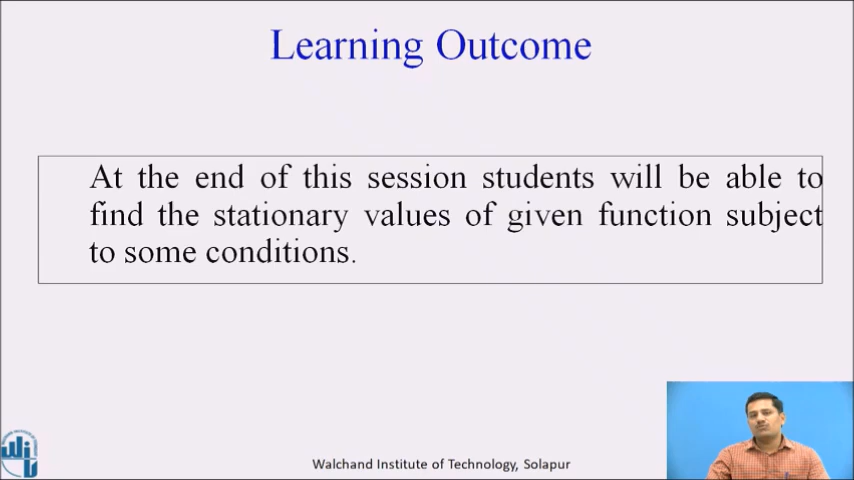 Learning Outcome
At the end of this session students will be able to
find the stationary values of given function subject
to some conditions.
Walchand Institute of Technology, Solapur